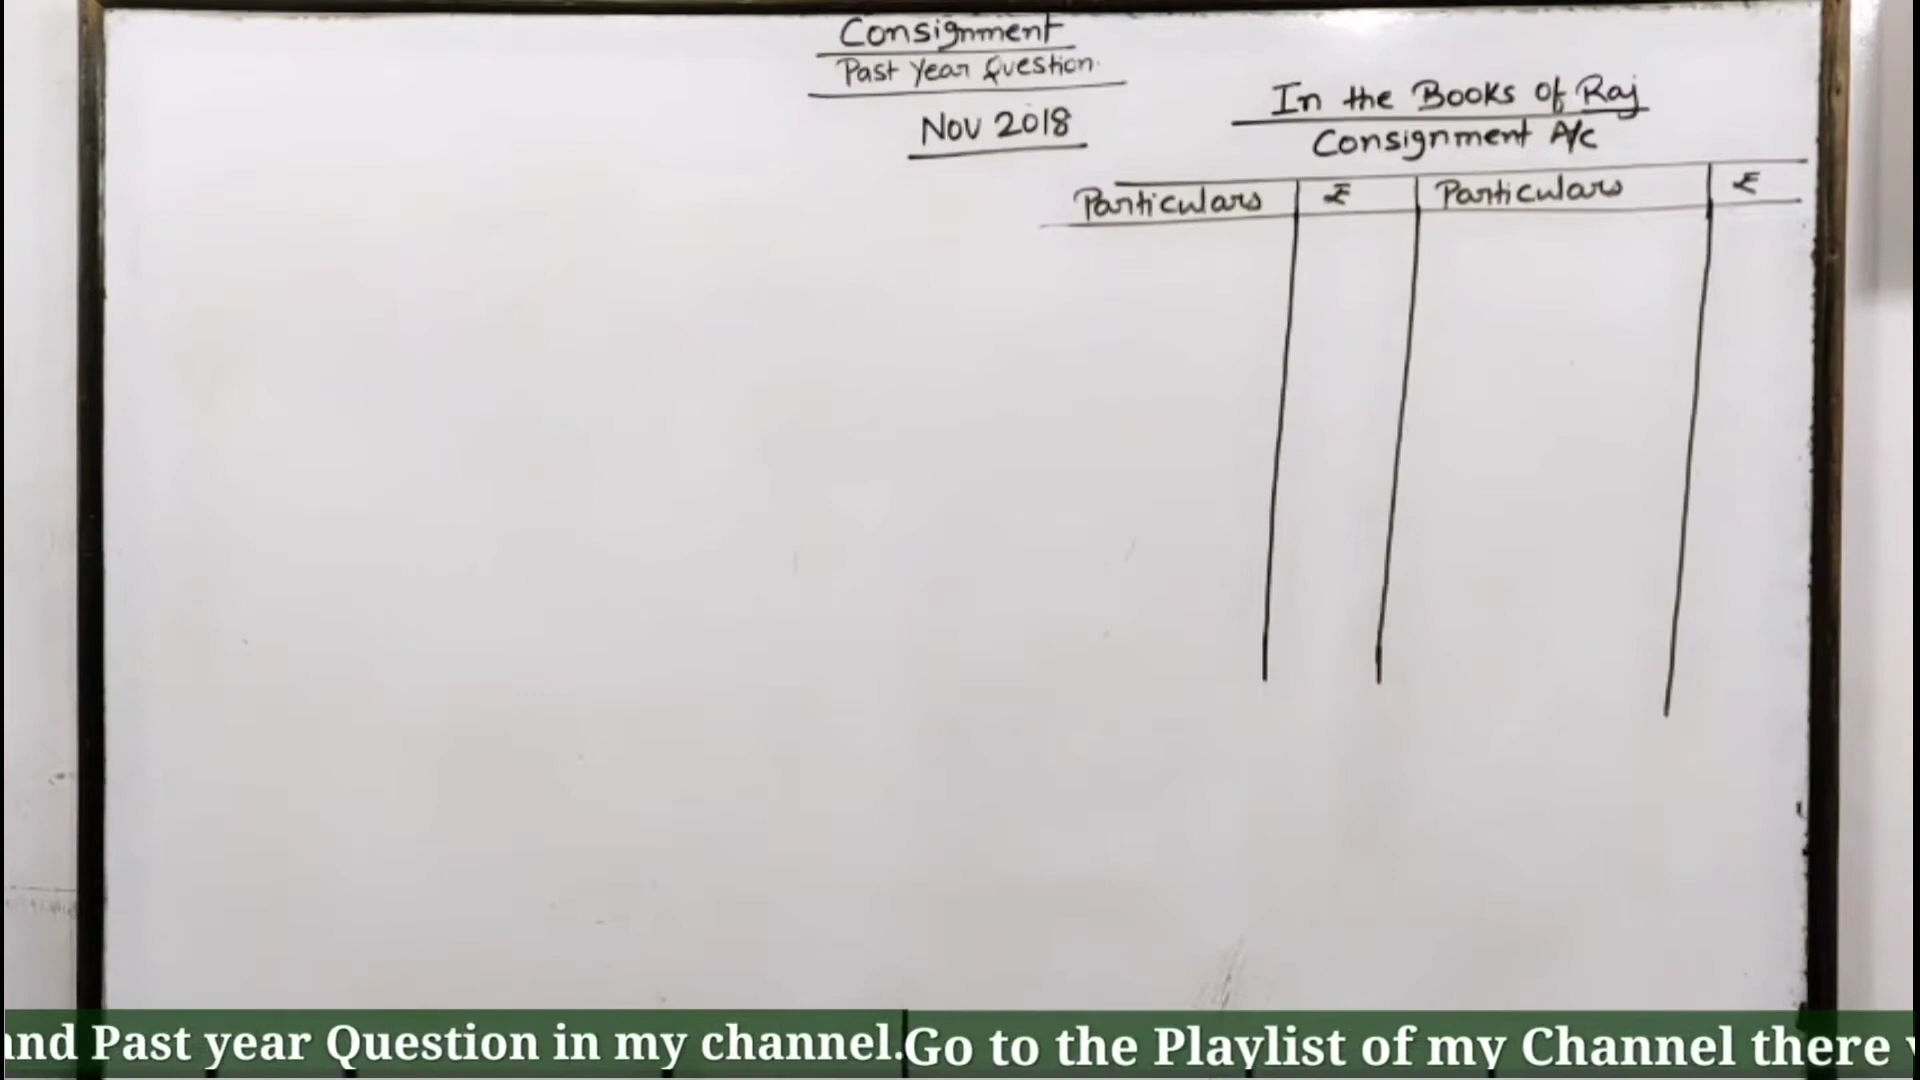 Consignment
Past Year Question
Nov 2018
In the Books of Raj
Consignment A/c
Particulars ₹ Particulars ₹
and Past year Question in my channel. Go to the Playlist of my Channel there